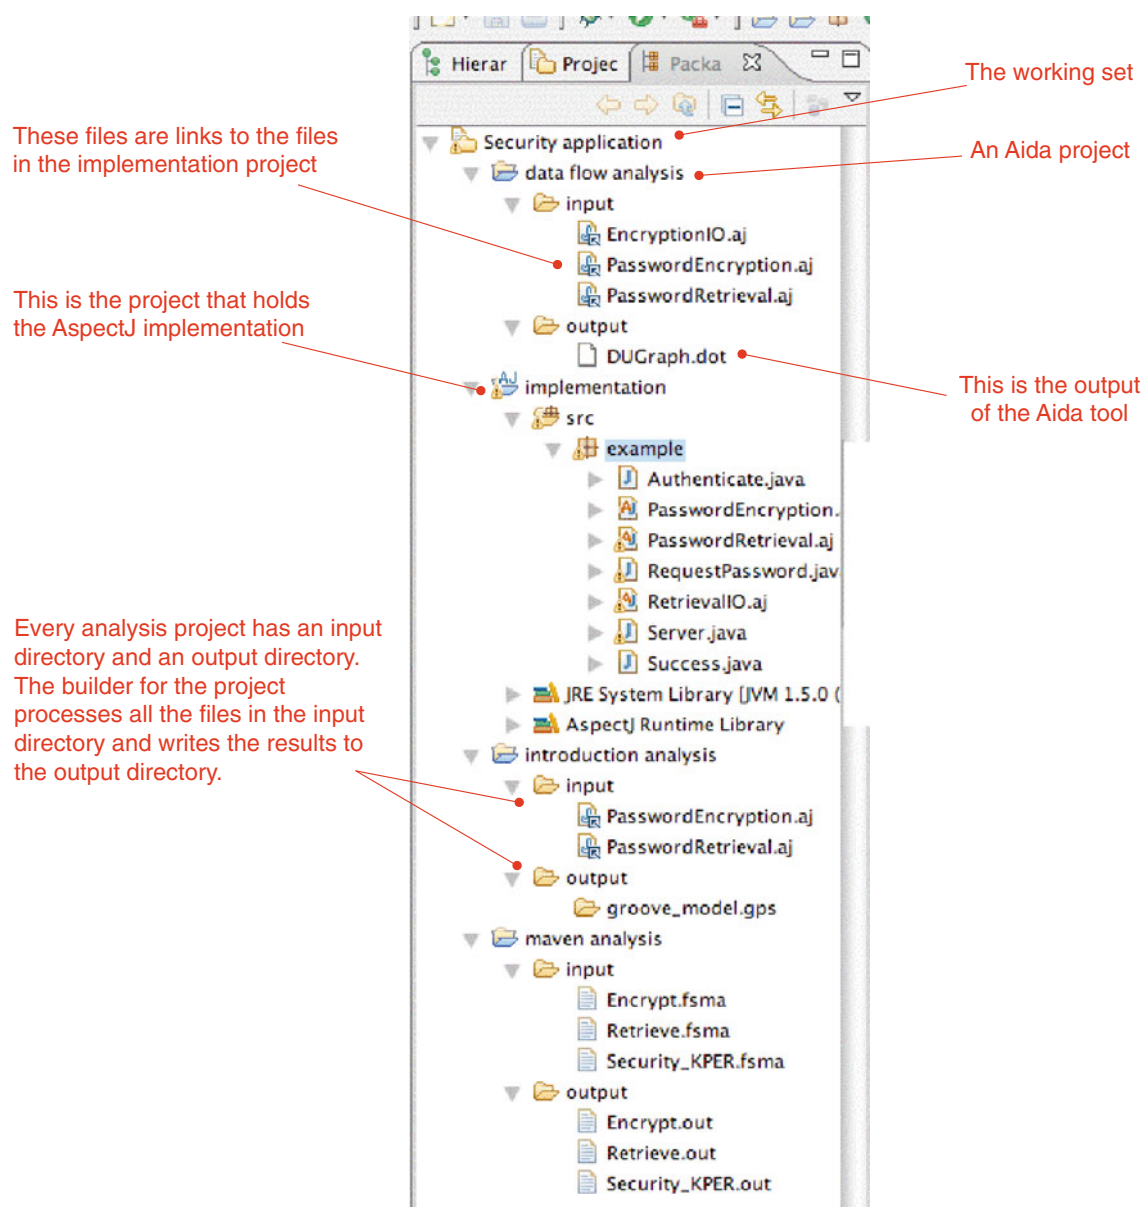 Hierar
Projec
Packa
The working set
These files are links to the files
in the implementation project
Security application
An Aida project
data flow analysis
input
EncryptionIO.aj
PasswordEncryption.aj
PasswordRetrieval.aj
This is the project that holds
the AspectJ implementation
output
DUGraph.dot
This is the output
of the Aida tool
implementation
src
example
Authenticate.java
PasswordEncryption.
PasswordRetrieval.aj
RequestPassword.jav
RetrievalIO.aj
Server.java
Success.java
Every analysis project has an input
directory and an output directory.
The builder for the project
processes all the files in the input
directory and writes the results to
the output directory.
JRE System Library [JVM 1.5.0 (
AspectJ Runtime Library
introduction analysis
input
PasswordEncryption.aj
PasswordRetrieval.aj
output
groove_model.gps
maven analysis
input
Encrypt.fsma
Retrieve.fsma
Security_KPER.fsma
output
Encrypt.out
Retrieve.out
Security_KPER.out